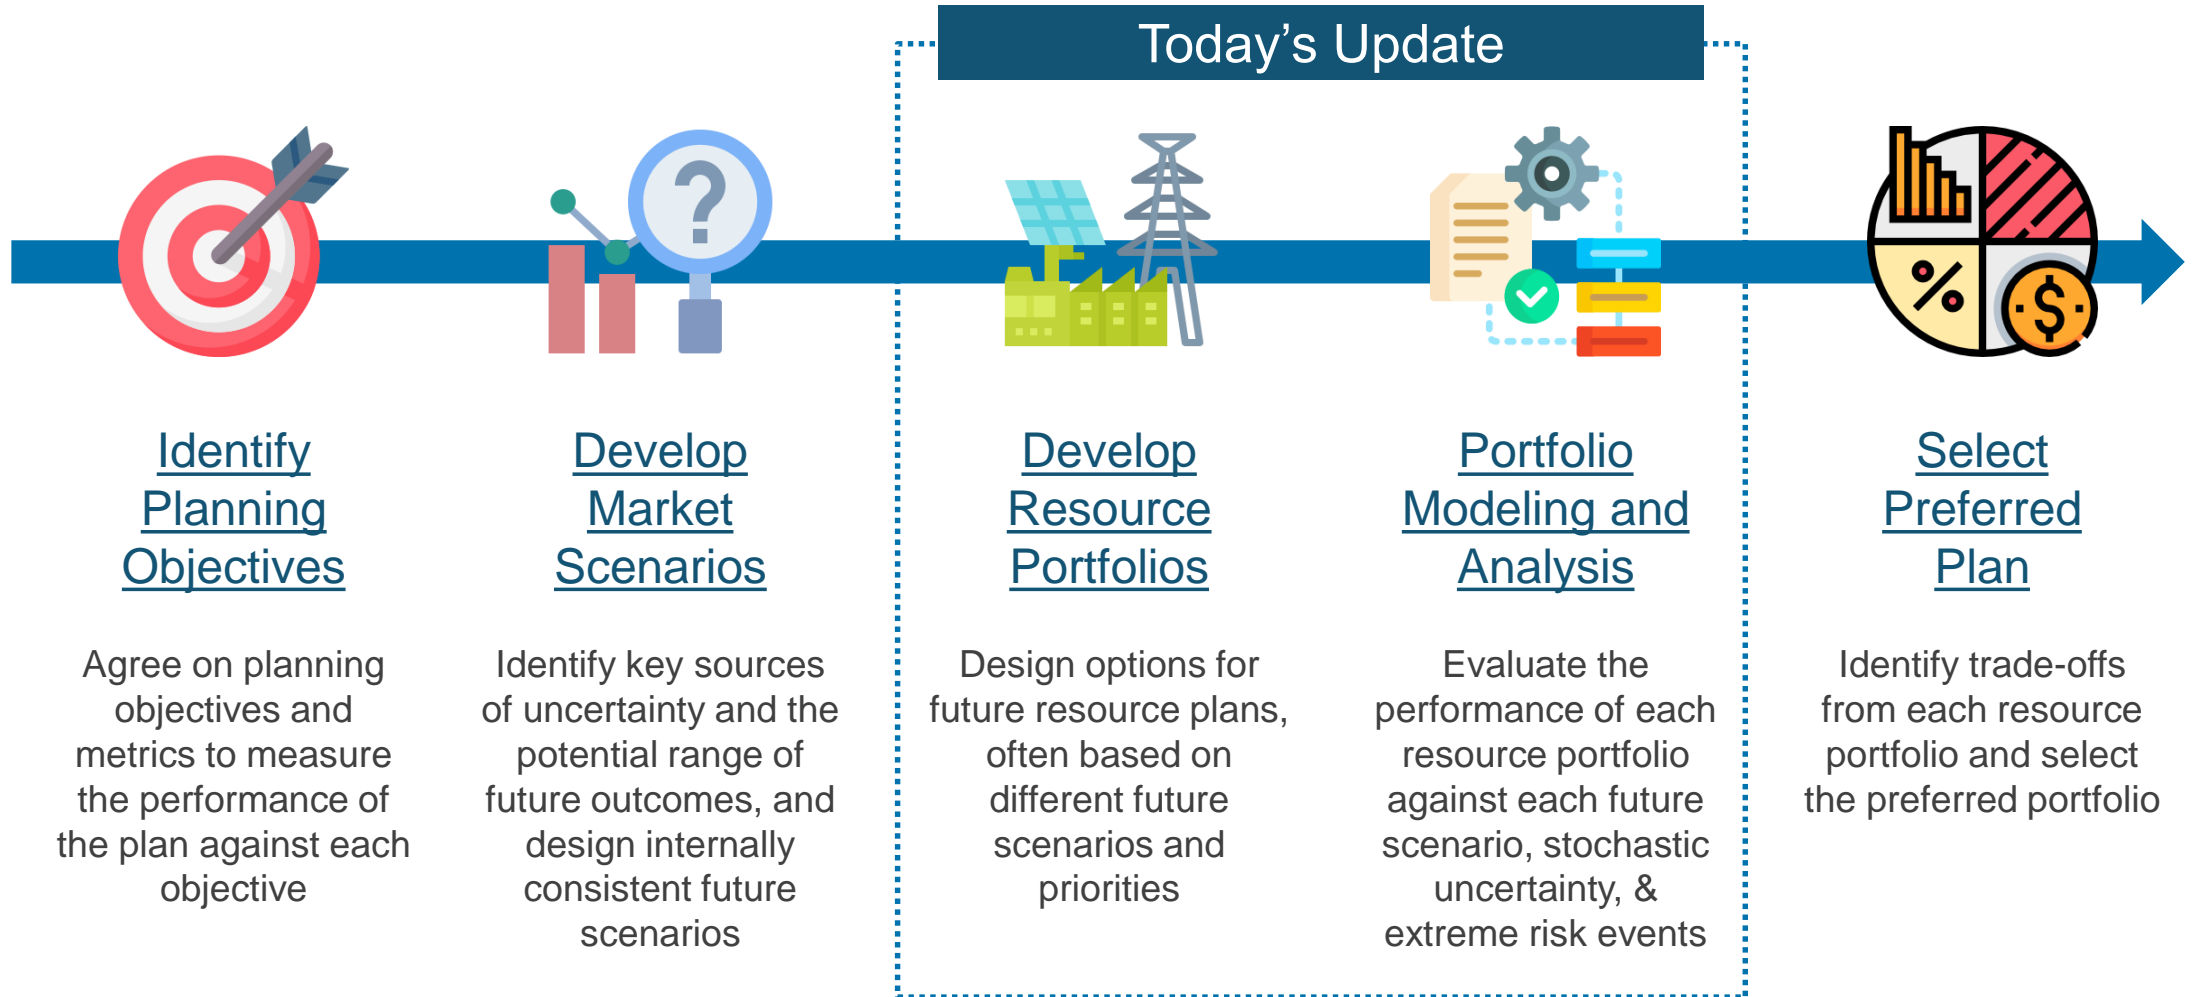 Today’s Update
Identify
Planning
Objectives
Agree on planning
objectives and
metrics to measure
the performance of
the plan against each
objective
Develop
Market
Scenarios
Identify key sources
of uncertainty and the
potential range of
future outcomes, and
design internally
consistent future
scenarios
Develop
Resource
Portfolios
Design options for
future resource plans,
often based on
different future
scenarios and
priorities
Portfolio
Modeling and
Analysis
Evaluate the
performance of each
resource portfolio
against each future
scenario, stochastic
uncertainty, &
extreme risk events
Select
Preferred
Plan
Identify trade-offs
from each resource
portfolio and select
the preferred portfolio